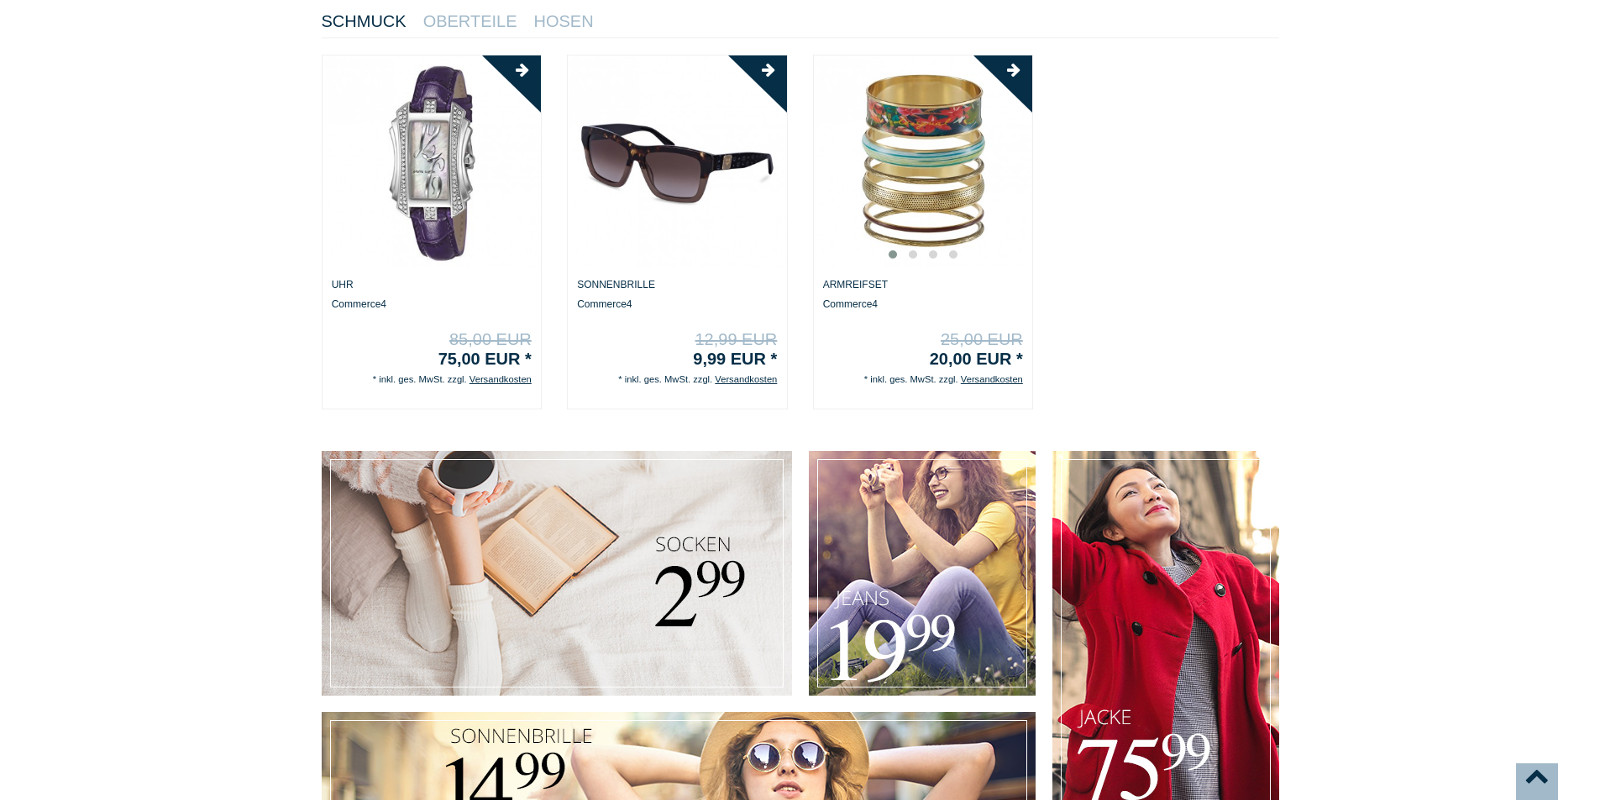 SCHMUCK OBERTEILE HOSEN
UHR
Commerce4
85,00 EUR
75,00 EUR *
* inkl. ges. MwSt. zzgl. Versandkosten
SONNENBRILLE
Commerce4
12,99 EUR
9,99 EUR *
* inkl. ges. MwSt. zzgl. Versandkosten
ARMREIFSET
Commerce4
25,00 EUR
20,00 EUR *
* inkl. ges. MwSt. zzgl. Versandkosten
SOCKEN
2 99
JEANS
19 99
JACKE
75 99
SONNENBRILLE
14 99